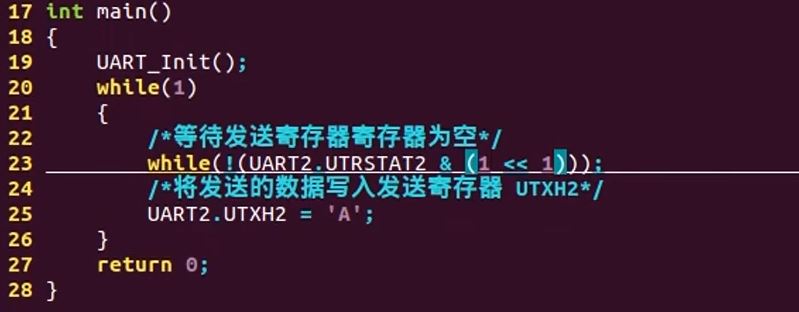 17 int main()
18 {
19     UART_Init();
20     while(1)
21     {
22         /*等待发送寄存器寄存器为空*/
23         while(!(UART2.UTRSTAT2 & (1 << 1)));
24         /*将发送的数据写入发送寄存器 UTXH2*/
25         UART2.UTXH2 = 'A';
26     }
27     return 0;
28 }